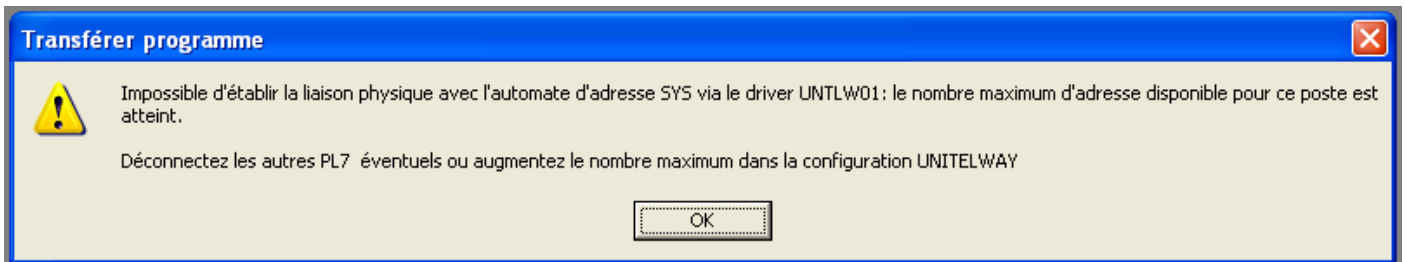 Transférer programme
Impossible d'établir la liaison physique avec l'automate d'adresse SYS via le driver UNTLW01: le nombre maximum d'adresse disponible pour ce poste est
atteint.
Déconnectez les autres PL7  éventuels ou augmentez le nombre maximum dans la configuration UNITELWAY
OK